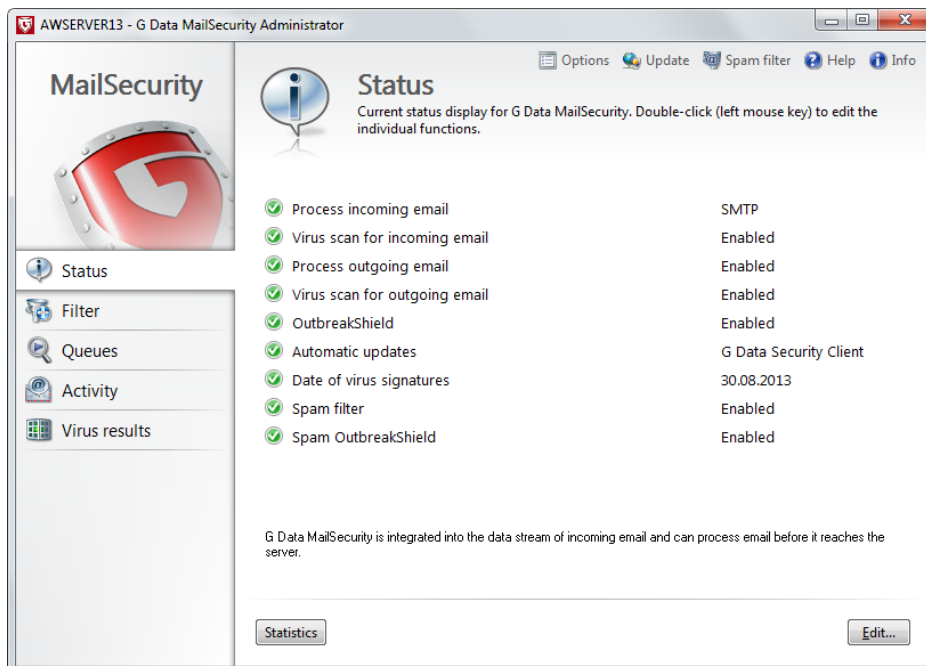 AWSERVER13 - G Data MailSecurity Administrator
MailSecurity
Options Update Spam filter Help Info
Status
Current status display for G Data MailSecurity. Double-click (left mouse key) to edit the
individual functions.
Status
Filter
Queues
Activity
Virus results
Process incoming email SMTP
Virus scan for incoming email Enabled
Process outgoing email Enabled
Virus scan for outgoing email Enabled
OutbreakShield Enabled
Automatic updates G Data Security Client
Date of virus signatures 30.08.2013
Spam filter Enabled
Spam OutbreakShield Enabled
G Data MailSecurity is integrated into the data stream of incoming email and can process email before it reaches the
server.
Statistics Edit...